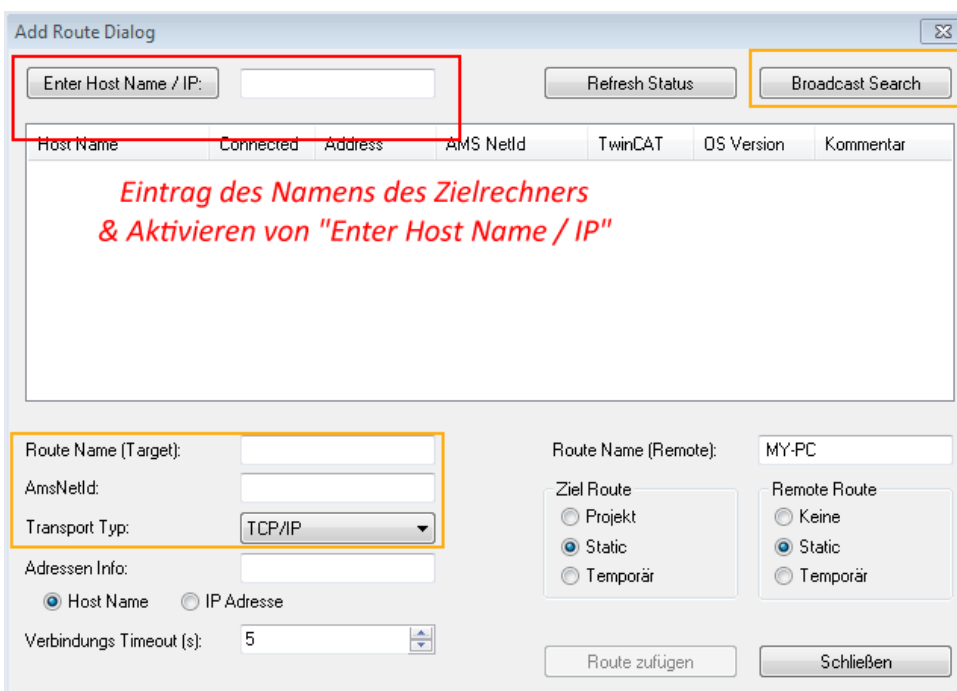 Add Route Dialog
Enter Host Name / IP:
Refresh Status
Broadcast Search
Host Name Connected Address AMS NetId TwinCAT OS Version Kommentar
Eintrag des Namens des Zielrechners
& Aktivieren von "Enter Host Name / IP"
Route Name (Target):
AmsNetId:
Transport Typ: TCP/IP
Adressen Info:
Host Name IP Adresse
Verbindungs Timeout (s): 5
Route Name (Remote): MY-PC
Ziel Route
Projekt
Static
Temporär
Remote Route
Keine
Static
Temporär
Route zufügen
Schließen